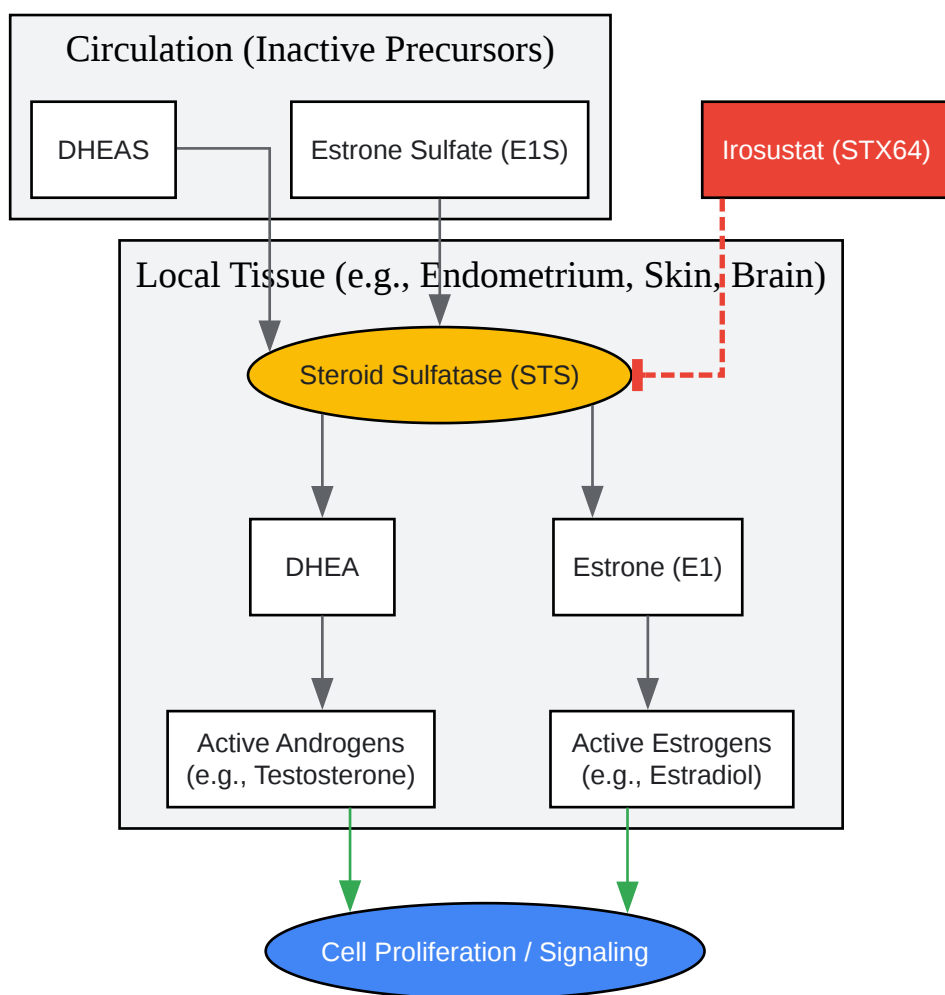 Circulation (Inactive Precursors)
DHEAS
Estrone Sulfate (E1S)
Irosustat (STX64)
Local Tissue (e.g., Endometrium, Skin, Brain)
Steroid Sulfatase (STS)
DHEA
Estrone (E1)
Active Androgens
(e.g., Testosterone)
Active Estrogens
(e.g., Estradiol)
Cell Proliferation / Signaling